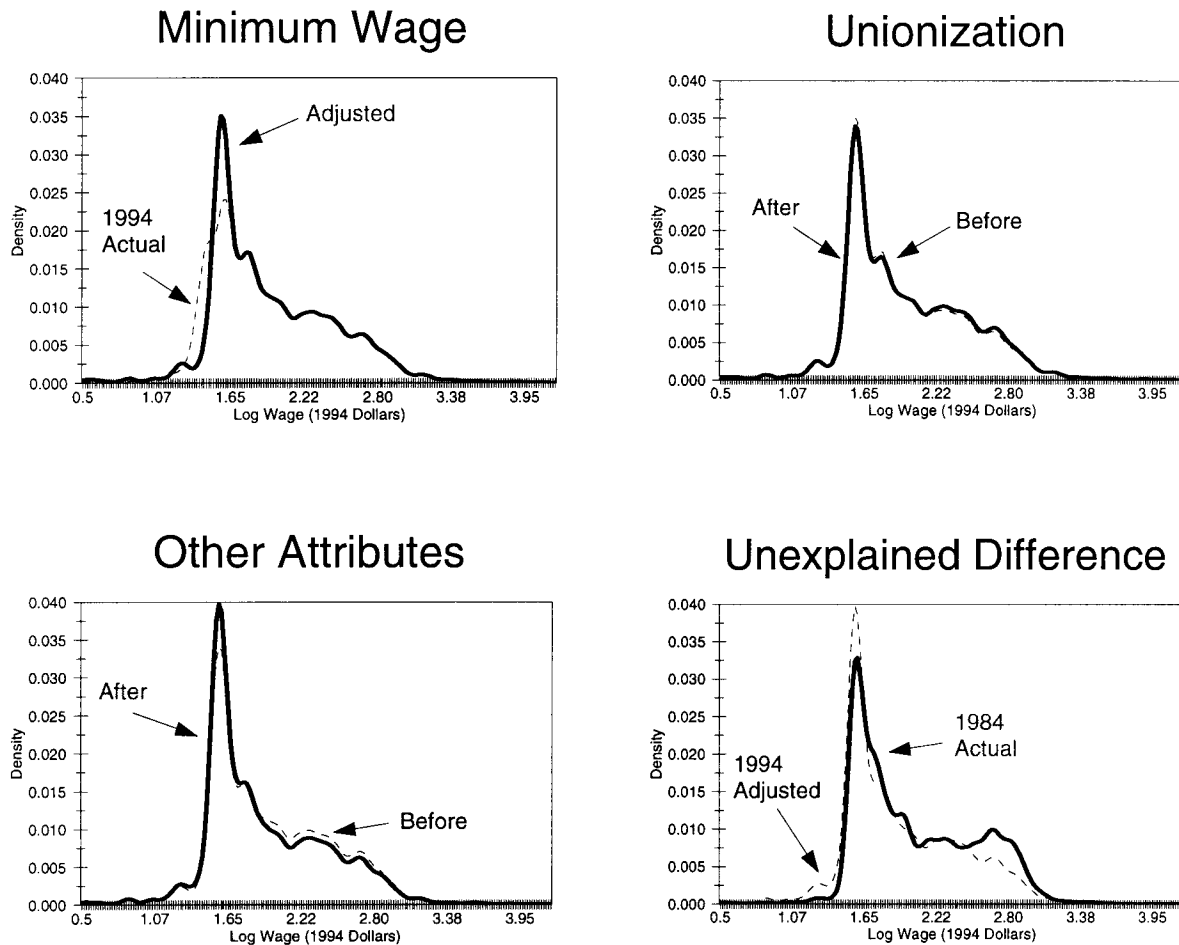 Minimum Wage
0.040
0.035
0.030
0.025
0.020
0.015
0.010
0.005
0.000
Density
Adjusted
1994
Actual
0.5 1.07 1.65 2.22 2.80 3.38 3.95
Log Wage (1994 Dollars)
Unionization
0.040
0.035
0.030
0.025
0.020
0.015
0.010
0.005
0.000
Density
After
Before
0.5 1.07 1.65 2.22 2.80 3.38 3.95
Log Wage (1994 Dollars)
Other Attributes
0.040
0.035
0.030
0.025
0.020
0.015
0.010
0.005
0.000
Density
After
Before
0.5 1.07 1.65 2.22 2.80 3.38 3.95
Log Wage (1994 Dollars)
Unexplained Difference
0.040
0.035
0.030
0.025
0.020
0.015
0.010
0.005
0.000
Density
1984
Actual
1994
Adjusted
0.5 1.07 1.65 2.22 2.80 3.38 3.95
Log Wage (1994 Dollars)